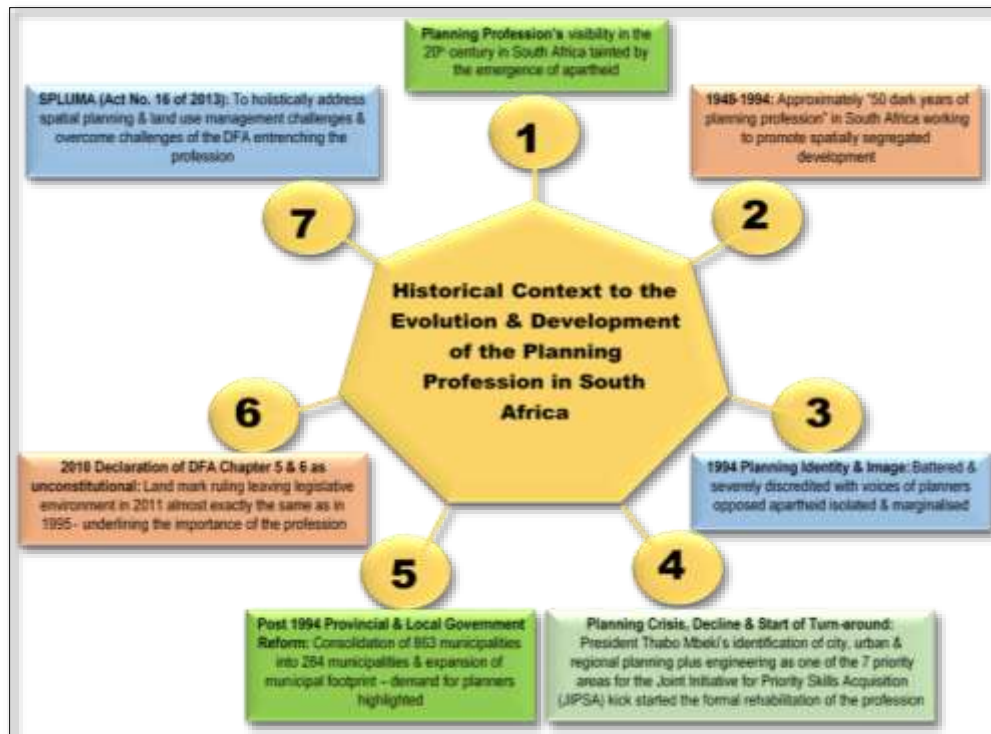 Planning Profession's visibility in the
20th century in South Africa tainted by
the emergence of apartheid
1
1948-1994: Approximately "50 dark years of
planning profession" in South Africa working
to promote spatially segregated
development
2
3
1994 Planning Identity & Image: Battered &
severely discredited with voices of planners
opposed apartheid isolated & marginalised
4
Planning Crisis, Decline & Start of Turn-around:
President Thabo Mbeki's identification of city, urban &
regional planning plus engineering as one of the 7 priority
areas for the Joint Initiative for Priority Skills Acquisition
(JIPSA) kick started the formal rehabilitation of the profession
5
Post 1994 Provincial & Local Government
Reform: Consolidation of 863 municipalities
into 284 municipalities & expansion of
municipal footprint – demand for planners
highlighted
6
2010 Declaration of DFA Chapter 5 & 6 as
unconstitutional: Land mark ruling leaving legislative
environment in 2011 almost exactly the same as in
1995 - underlining the importance of the profession
SPLUMA (Act No. 16 of 2013): To holistically address
spatial planning & land use management challenges &
overcome challenges of the DFA entrenching the
profession
7
Historical Context to the
Evolution & Development
of the Planning
Profession in South
Africa